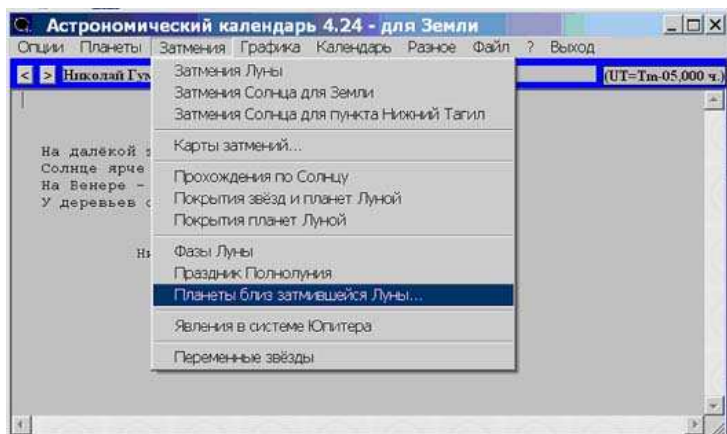 Астрономический календарь 4.24 - для Земли
Опции Планеты Затмения Графика Календарь Разное Файл ? Выход
< > Николай Гум (UT=Tm-05,000 ч.)
Затмения Луны
Затмения Солнца для Земли
Затмения Солнца для пункта Нижний Тагил
Карты затмений...
Прохождения по Солнцу
Покрытия звёзд и планет Луной
Покрытия планет Луной
Фазы Луны
Праздник Полнолуния
Планеты близ затмившейся Луны...
Явления в системе Юпитера
Переменные звёзды
На далёкой з
Солнце ярче
На Венере -
У деревьев с
Ни